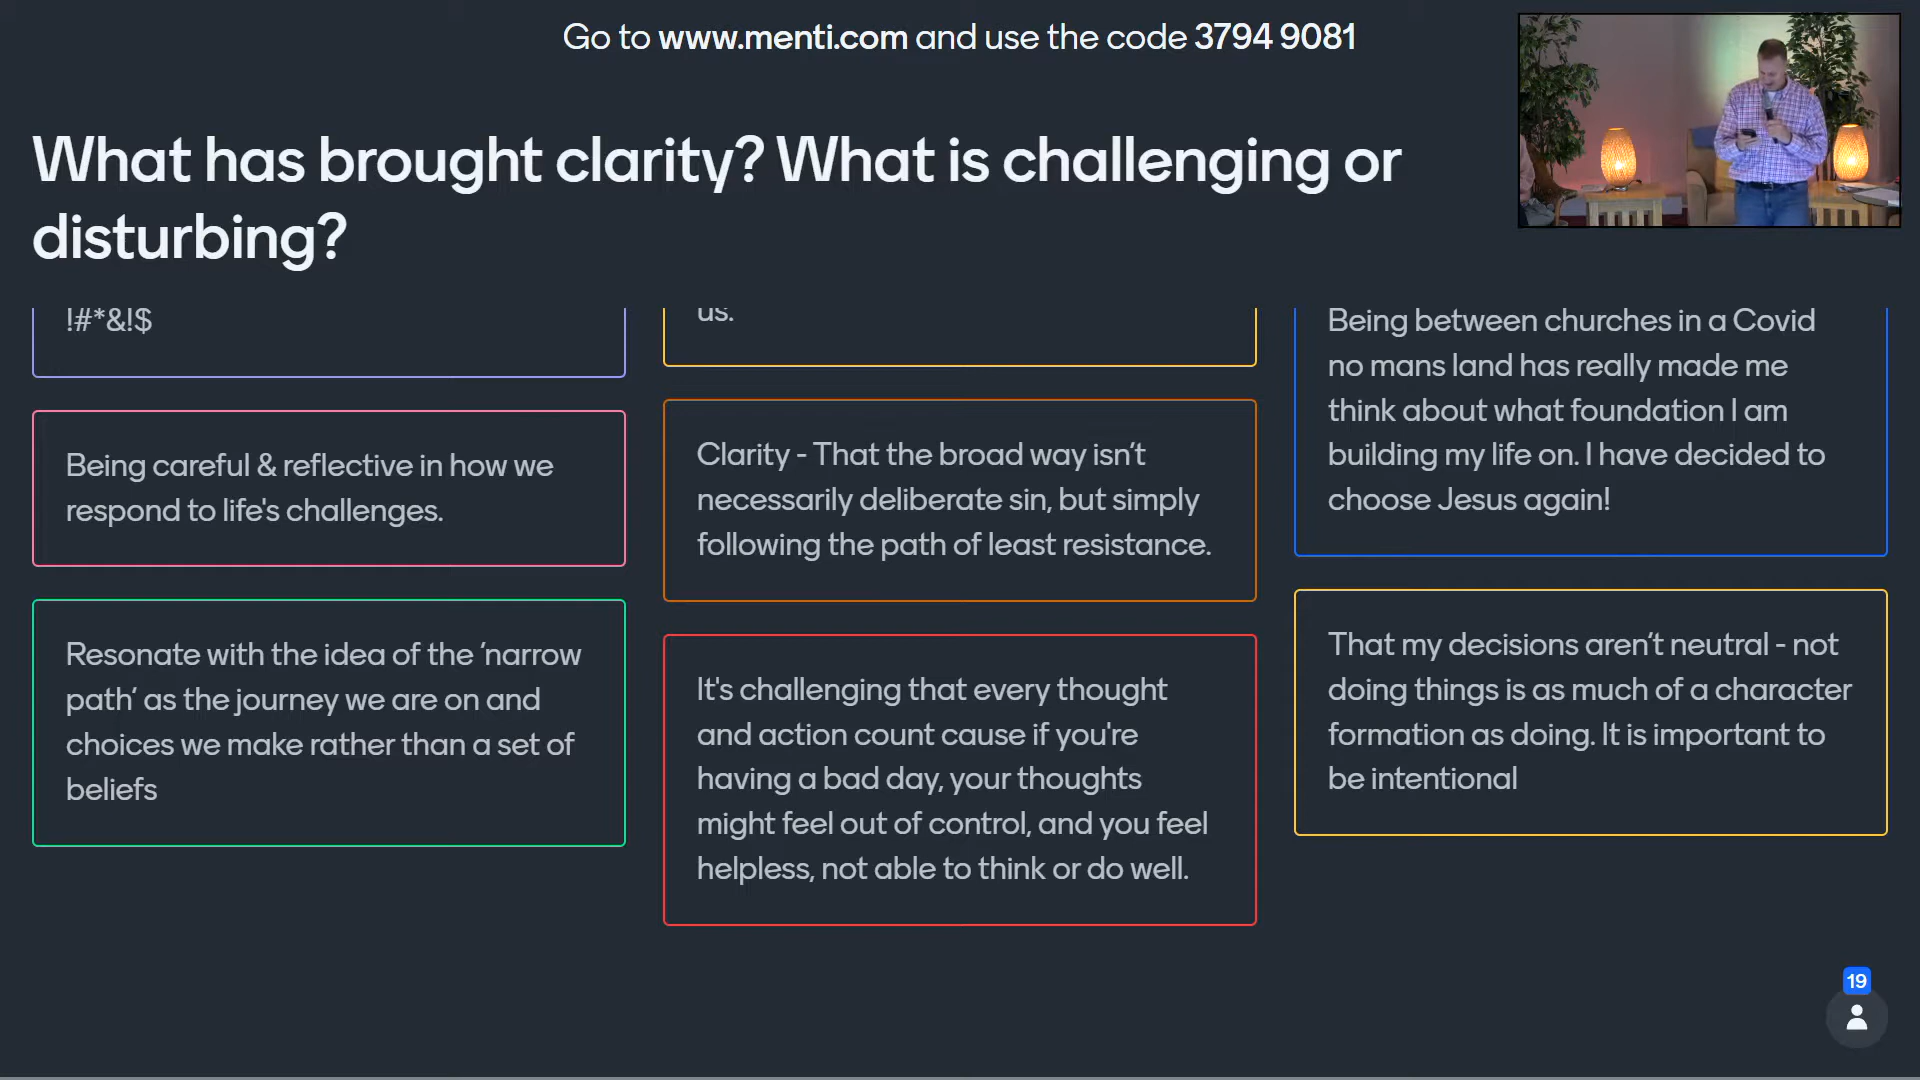 Go to www.menti.com and use the code 3794 9081
What has brought clarity? What is challenging or
disturbing?
!#*&!$
Being careful & reflective in how we
respond to life's challenges.
Resonate with the idea of the ‘narrow
path’ as the journey we are on and
choices we make rather than a set of
beliefs
us.
Clarity - That the broad way isn’t
necessarily deliberate sin, but simply
following the path of least resistance.
It's challenging that every thought
and action count cause if you're
having a bad day, your thoughts
might feel out of control, and you feel
helpless, not able to think or do well.
Being between churches in a Covid
no mans land has really made me
think about what foundation I am
building my life on. I have decided to
choose Jesus again!
That my decisions aren’t neutral - not
doing things is as much of a character
formation as doing. It is important to
be intentional
19